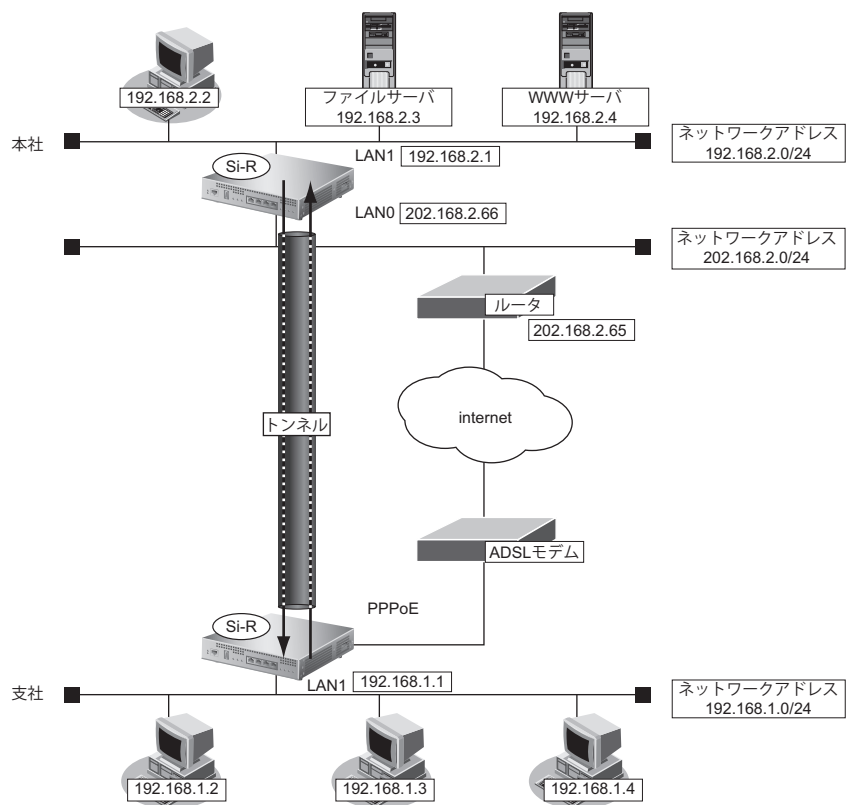 192.168.2.2
ファイルサーバ
192.168.2.3
WWWサーバ
192.168.2.4
本社
ネットワークアドレス
192.168.2.0/24
Si-R
LAN1 192.168.2.1
LAN0 202.168.2.66
ネットワークアドレス
202.168.2.0/24
ルータ
202.168.2.65
internet
トンネル
ADSLモデム
PPPoE
Si-R
LAN1 192.168.1.1
支社
ネットワークアドレス
192.168.1.0/24
192.168.1.2
192.168.1.3
192.168.1.4